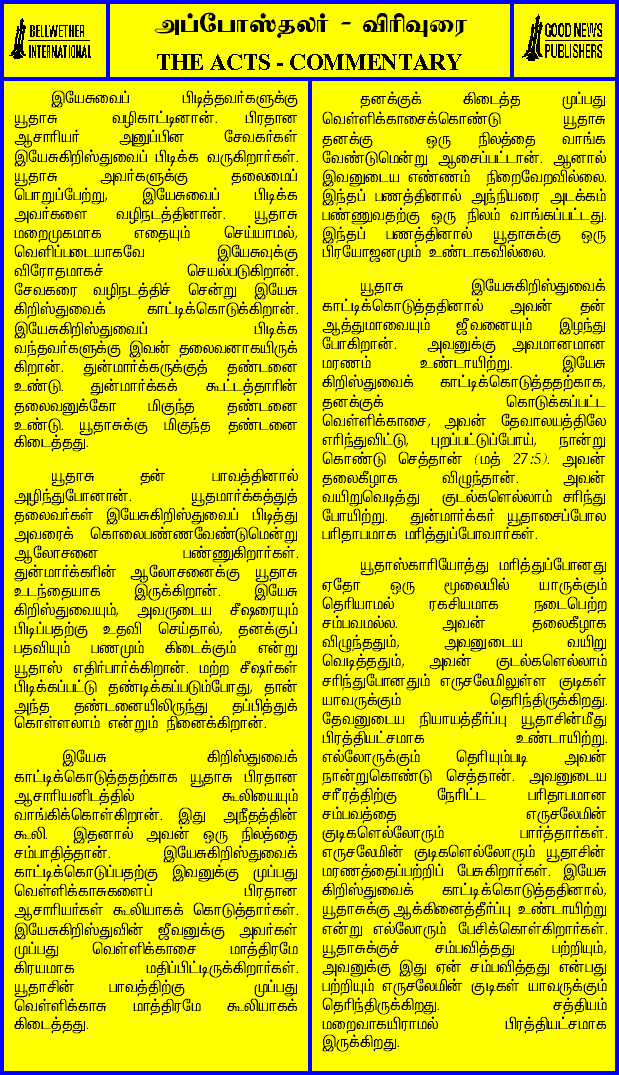 BELLWETHER
INTERNATIONAL
அப்போஸ்தலர் - விரிவுரை
THE ACTS - COMMENTARY
GOOD NEWS
PUBLISHERS
இயேசுவைப் பிடித்தவர்களுக்கு
யூதாசு வழிகாட்டினான். பிரதான
ஆசாரியர் அனுப்பின சேவகர்கள்
இயேசுகிறிஸ்துவைப் பிடிக்க வருகிறார்கள்.
யூதாசு அவர்களுக்கு தலைமைப்
பொறுப்பேற்று, இயேசுவைப் பிடிக்க
அவர்களை வழிநடத்தினான். யூதாசு
மறைமுகமாக எதையும் செய்யாமல்,
வெளிப்படையாகவே இயேசுவுக்கு
விரோதமாகச் செயல்படுகிறான்.
சேவகரை வழிநடத்திச் சென்று இயேசு
கிறிஸ்துவைக் காட்டிக்கொடுக்கிறான்.
இயேசுகிறிஸ்துவைப் பிடிக்க
வந்தவர்களுக்கு இவன் தலைவனாகயிருக்
கிறான். துன்மார்க்கருக்குத் தண்டனை
உண்டு. துன்மார்க்கக் கூட்டத்தாரின்
தலைவனுக்கோ மிகுந்த தண்டனை
உண்டு. யூதாசுக்கு மிகுந்த தண்டனை
கிடைத்தது.
யூதாசு தன் பாவத்தினால்
அழிந்துபோனான். யூதமார்க்கத்துத்
தலைவர்கள் இயேசுகிறிஸ்துவைப் பிடித்து
அவரைக் கொலைபண்ணவேண்டுமென்று
ஆலோசனை பண்ணுகிறார்கள்.
துன்மார்க்கரின் ஆலோசனைக்கு யூதாசு
உடந்தையாக இருக்கிறான். இயேசு
கிறிஸ்துவையும், அவருடைய சீஷரையும்
பிடிப்பதற்கு உதவி செய்தால், தனக்குப்
பதவியும் பணமும் கிடைக்கும் என்று
யூதாஸ் எதிர்பார்க்கிறான். மற்ற சீஷர்கள்
பிடிக்கப்பட்டு தண்டிக்கப்படும்போது, தான்
அந்த தண்டனையிலிருந்து தப்பித்துக்
கொள்ளலாம் என்றும் நினைக்கிறான்.
இயேசு கிறிஸ்துவைக்
காட்டிக்கொடுத்ததற்காக யூதாசு பிரதான
ஆசாரியனிடத்தில் கூலியையும்
வாங்கிக்கொள்கிறான். இது அநீதத்தின்
கூலி. இதனால் அவன் ஒரு நிலத்தை
சம்பாதித்தான். இயேசுகிறிஸ்துவைக்
காட்டிக்கொடுப்பதற்கு இவனுக்கு முப்பது
வெள்ளிக்காசுகளைப் பிரதான
ஆசாரியர்கள் கூலியாகக் கொடுத்தார்கள்.
இயேசுகிறிஸ்துவின் ஜீவனுக்கு அவர்கள்
முப்பது வெள்ளிக்காசை மாத்திரமே
கிரயமாக மதிப்பிட்டிருக்கிறார்கள்.
யூதாசின் பாவத்திற்கு முப்பது
வெள்ளிக்காசு மாத்திரமே கூலியாகக்
கிடைத்தது.
தனக்குக் கிடைத்த முப்பது
வெள்ளிக்காசைக்கொண்டு யூதாசு
தனக்கு ஒரு நிலத்தை வாங்க
வேண்டுமென்று ஆசைப்பட்டான். ஆனால்
இவனுடைய எண்ணம் நிறைவேறவில்லை.
இந்தப் பணத்தினால் அந்நியரை அடக்கம்
பண்ணுவதற்கு ஒரு நிலம் வாங்கப்பட்டது.
இந்தப் பணத்தினால் யூதாசுக்கு ஒரு
பிரயோஜனமும் உண்டாகவில்லை.
யூதாசு இயேசுகிறிஸ்துவைக்
காட்டிக்கொடுத்ததினால் அவன் தன்
ஆத்துமாவையும் ஜீவனையும் இழந்து
போகிறான். அவனுக்கு அவமானமான
மரணம் உண்டாயிற்று. இயேசு
கிறிஸ்துவைக் காட்டிக்கொடுத்ததற்காக,
தனக்குக் கொடுக்கப்பட்ட
வெள்ளிக்காசை, அவன் தேவாலயத்திலே
எரிந்துவிட்டு, புறப்பட்டுப்போய், நான்று
கொண்டு செத்தான் (மத் 27:5). அவன்
தலைகீழாக விழுந்தான். அவன்
வயிறுவெடித்து குடல்களெல்லாம் சரிந்து
போயிற்று. துன்மார்க்கர் யூதாசைப்போல
பரிதாபமாக மரித்துப்போவார்கள்.
யூதாஸ்காரியோத்து மரித்துப்போனது
ஏதோ ஒரு மூலையில் யாருக்கும்
தெரியாமல் ரகசியமாக நடைபெற்ற
சம்பவமல்ல. அவன் தலைகீழாக
விழுந்ததும், அவனுடைய வயிறு
வெடித்ததும், அவன் குடல்களெல்லாம்
சரிந்துபோனதும் எருசலேமிலுள்ள குடிகள்
யாவருக்கும் தெரிந்திருக்கிறது.
தேவனுடைய நியாயத்தீர்ப்பு யூதாசின்மீது
பிரத்தியட்சமாக உண்டாயிற்று.
எல்லோருக்கும் தெரியும்படி அவன்
நான்றுகொண்டு செத்தான். அவனுடைய
சரீரத்திற்கு நேரிட்ட பரிதாபமான
சம்பவத்தை எருசலேமின்
குடிகளெல்லோரும் பார்த்தார்கள்.
எருசலேமின் குடிகளெல்லோரும் யூதாசின்
மரணத்தைப்பற்றிப் பேசுகிறார்கள். இயேசு
கிறிஸ்துவைக் காட்டிக்கொடுத்ததினால்,
யூதாசுக்கு ஆக்கினைத்தீர்ப்பு உண்டாயிற்று
என்று எல்லோரும் பேசிக்கொள்கிறார்கள்.
யூதாசுக்குச் சம்பவித்தது பற்றியும்,
அவனுக்கு இது ஏன் சம்பவித்தது என்பது
பற்றியும் எருசலேமின் குடிகள் யாவருக்கும்
தெரிந்திருக்கிறது. சத்தியம்
மறைவாகயிராமல் பிரத்தியட்சமாக
இருக்கிறது.